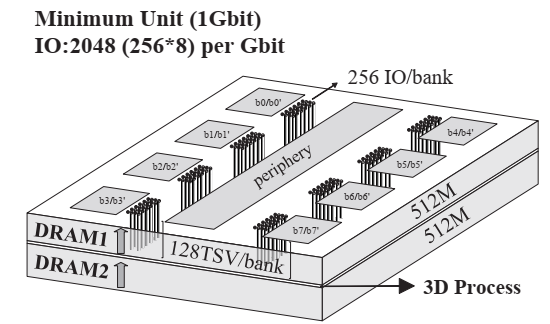 Minimum Unit (1Gbit)
IO:2048 (256*8) per Gbit
256 IO/bank
b0/b0'
b1/b1'
b2/b2'
b3/b3'
periphery
b4/b4'
b5/b5'
b6/b6'
b7/b7'
512M
512M
DRAM1
128TSV/bank
DRAM2
3D Process